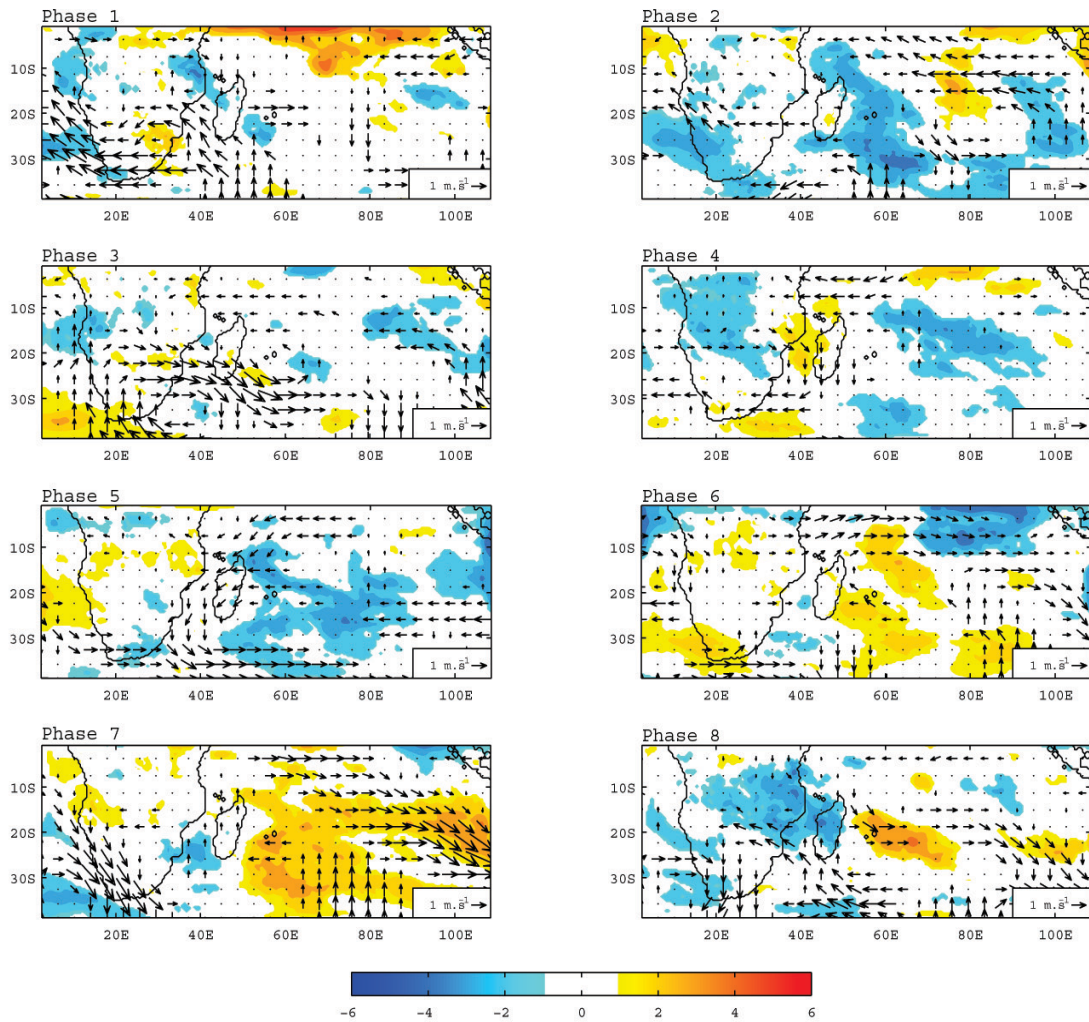 Phase 1
Phase 2
10S
20S
30S
1 m.s⁻¹
20E 40E 60E 80E 100E
10S
20S
30S
1 m.s⁻¹
20E 40E 60E 80E 100E
Phase 3
Phase 4
10S
20S
30S
1 m.s⁻¹
20E 40E 60E 80E 100E
10S
20S
30S
1 m.s⁻¹
20E 40E 60E 80E 100E
Phase 5
Phase 6
10S
20S
30S
1 m.s⁻¹
20E 40E 60E 80E 100E
10S
20S
30S
1 m.s⁻¹
20E 40E 60E 80E 100E
Phase 7
Phase 8
10S
20S
30S
1 m.s⁻¹
20E 40E 60E 80E 100E
10S
20S
30S
1 m.s⁻¹
20E 40E 60E 80E 100E
-6 -4 -2 0 2 4 6